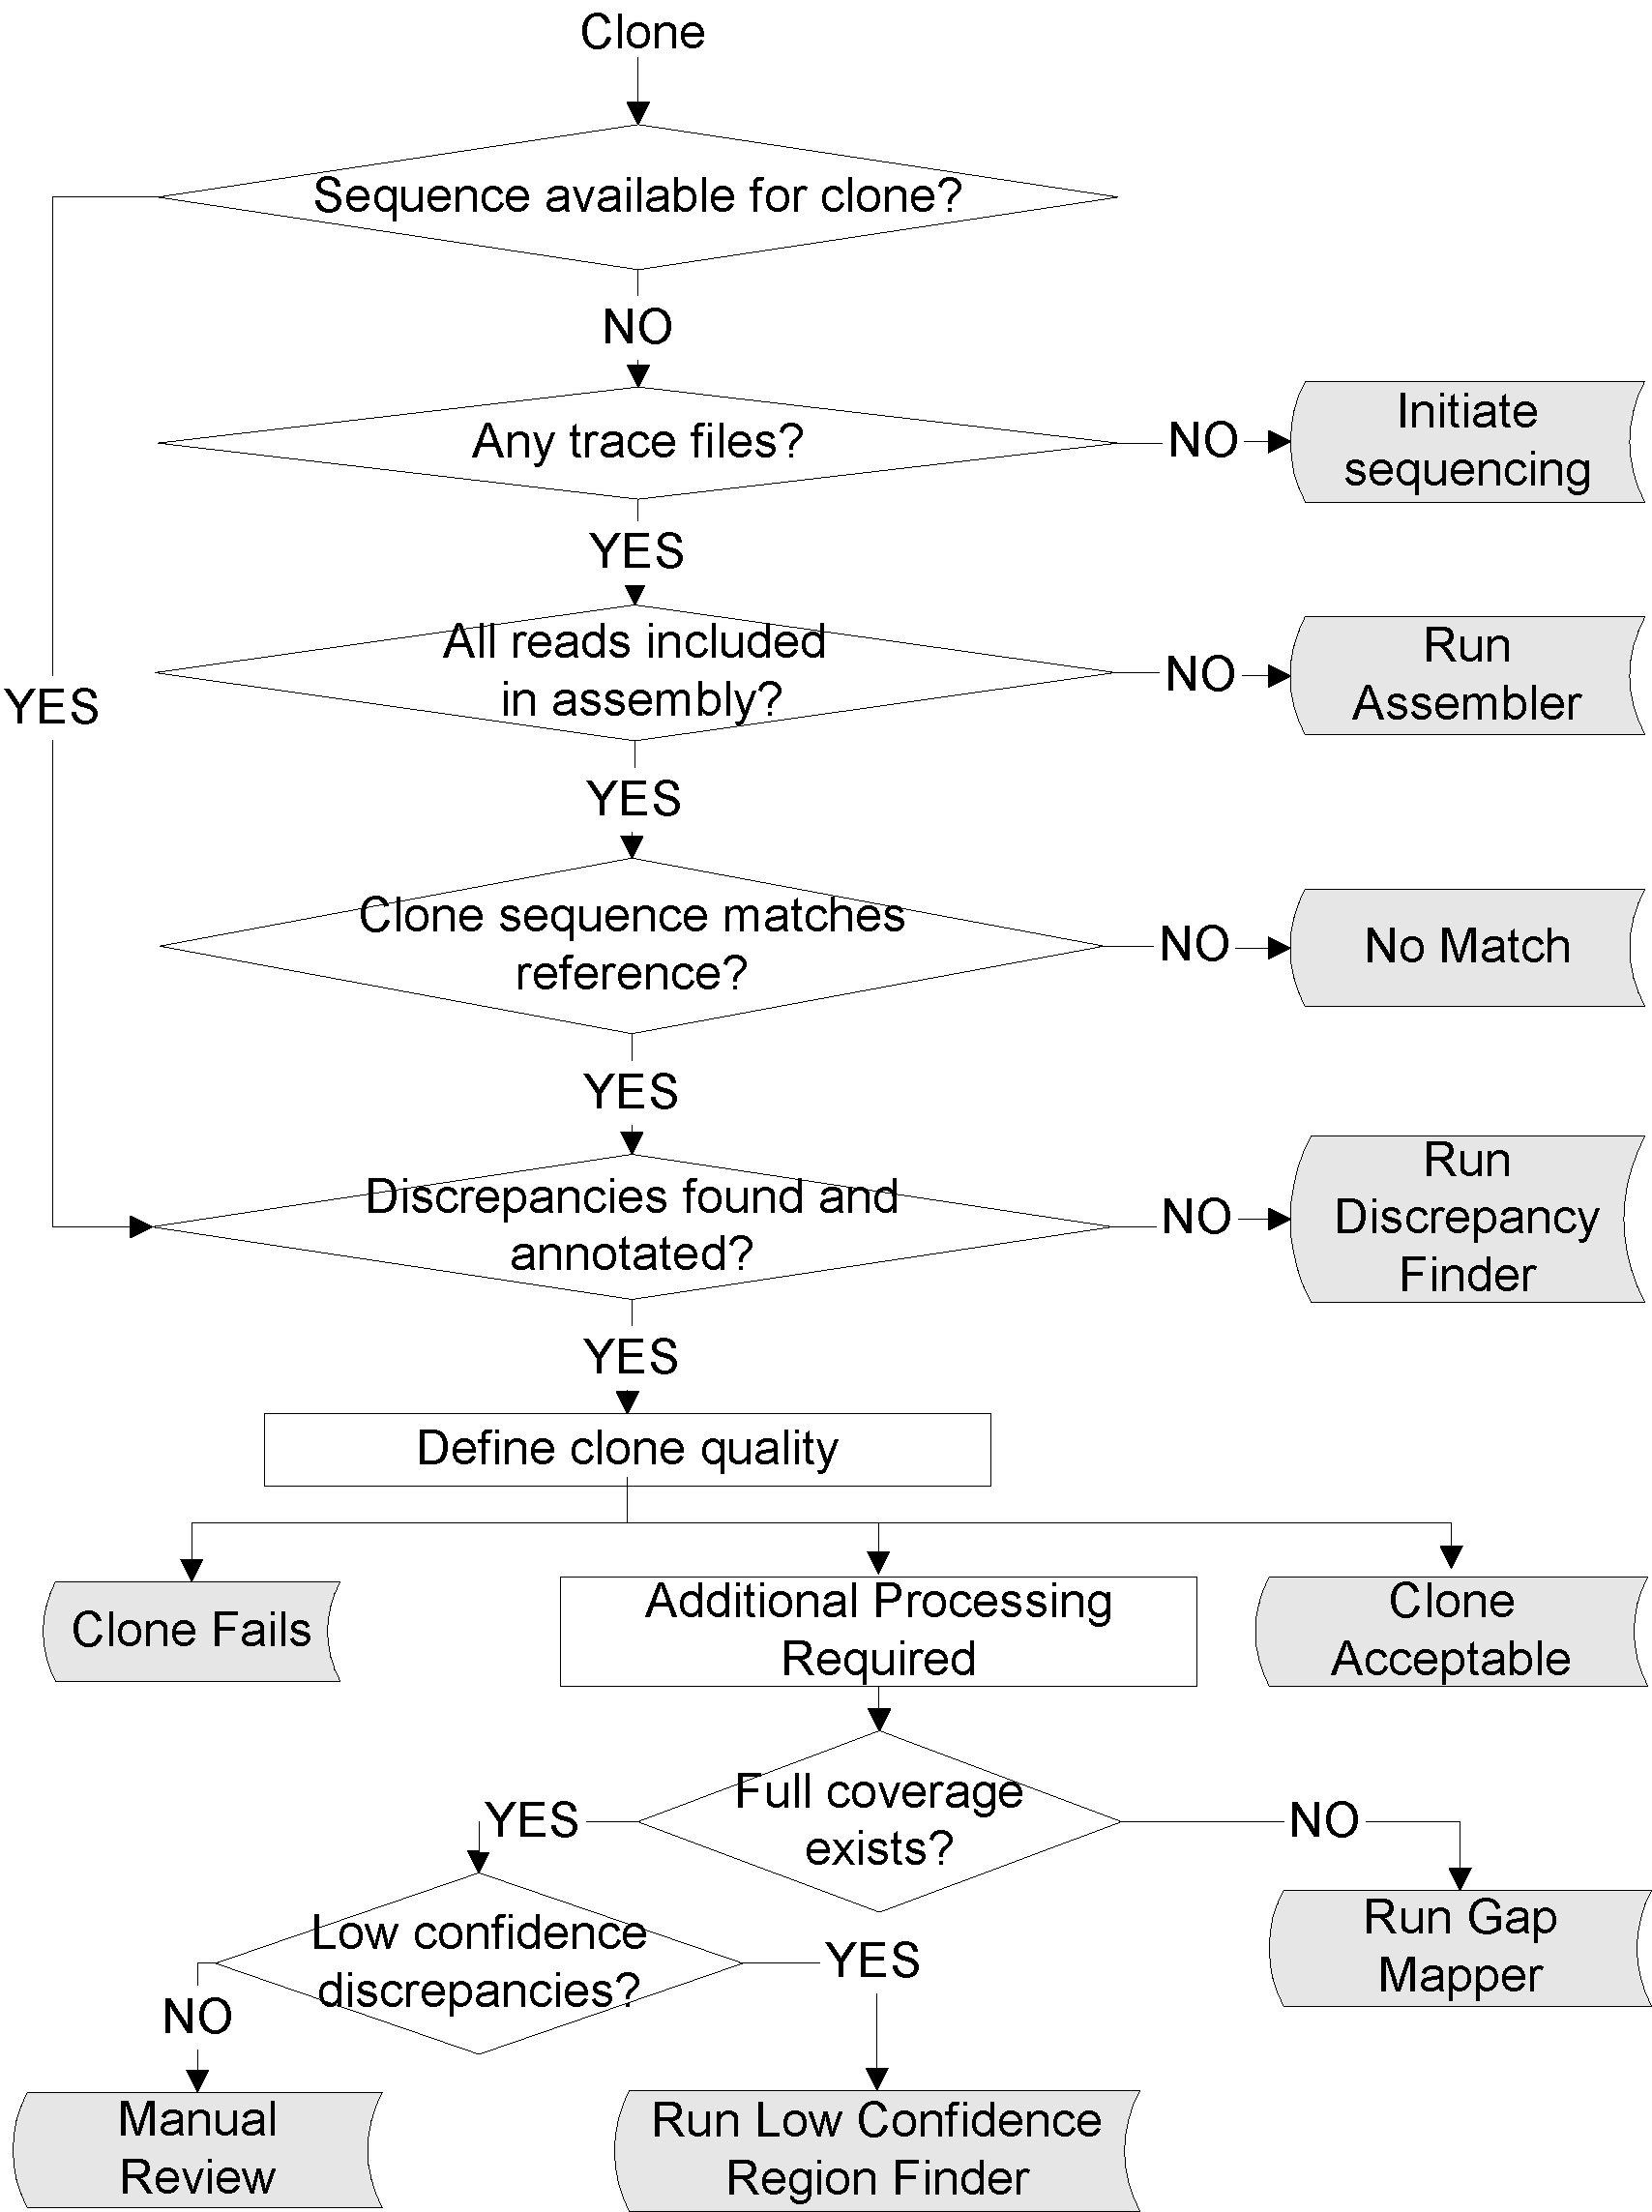 Clone
Sequence available for clone?
NO
Any trace files?
NO
Initiate
sequencing
YES
All reads included
in assembly?
NO
Run
Assembler
YES
YES
Clone sequence matches
reference?
NO
No Match
YES
Discrepancies found and
annotated?
NO
Run
Discrepancy
Finder
YES
Define clone quality
Clone Fails
Additional Processing
Required
Clone
Acceptable
Full coverage
exists?
YES
NO
Low confidence
discrepancies?
YES
Run Gap
Mapper
NO
Manual
Review
Run Low Confidence
Region Finder